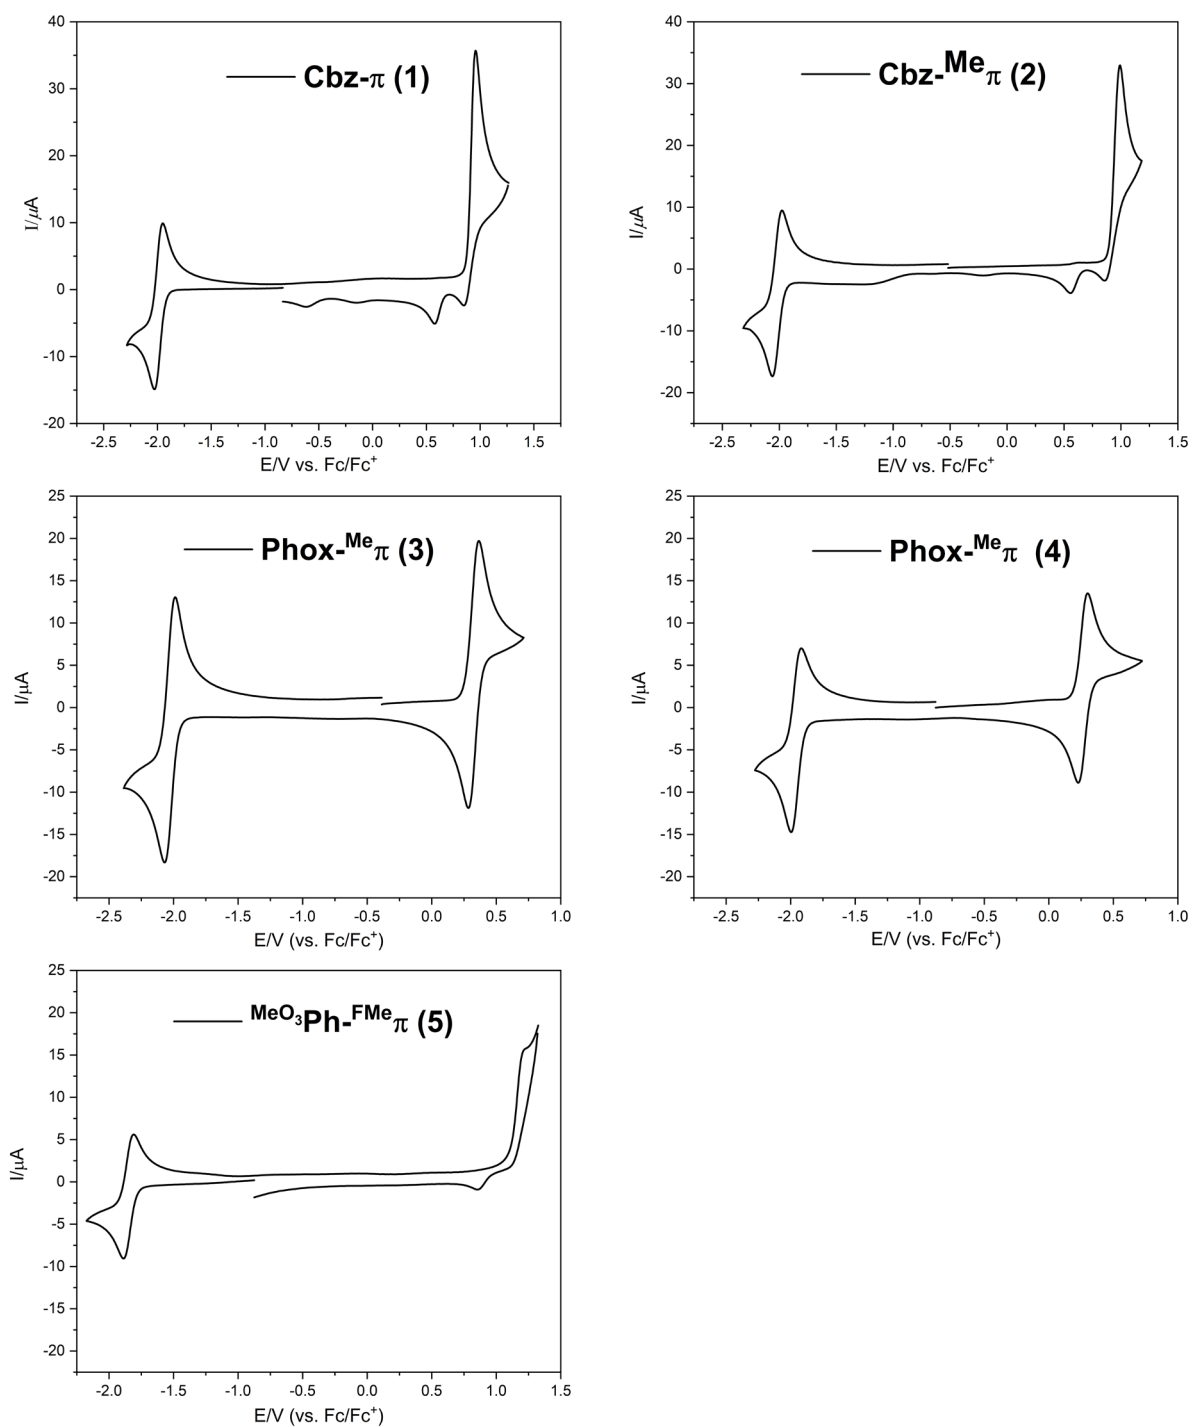 40
30
20
10
0
-10
-20
I/μA
Cbz-π (1)
-2.5 -2.0 -1.5 -1.0 -0.5 0.0 0.5 1.0 1.5
E/V vs. Fc/Fc⁺
40
30
20
10
0
-10
-20
I/μA
Cbz-ᴹᵉπ (2)
-2.5 -2.0 -1.5 -1.0 -0.5 0.0 0.5 1.0 1.5
E/V vs. Fc/Fc⁺
25
20
15
10
5
0
-5
-10
-15
-20
I/μA
Phox-ᴹᵉπ (3)
-2.5 -2.0 -1.5 -1.0 -0.5 0.0 0.5 1.0
E/V (vs. Fc/Fc⁺)
25
20
15
10
5
0
-5
-10
-15
-20
I/μA
Phox-ᴹᵉπ (4)
-2.5 -2.0 -1.5 -1.0 -0.5 0.0 0.5 1.0
E/V (vs. Fc/Fc⁺)
25
20
15
10
5
0
-5
-10
-15
-20
I/μA
MeO₃Ph-FMeπ (5)
-2.0 -1.5 -1.0 -0.5 0.0 0.5 1.0 1.5
E/V (vs. Fc/Fc⁺)